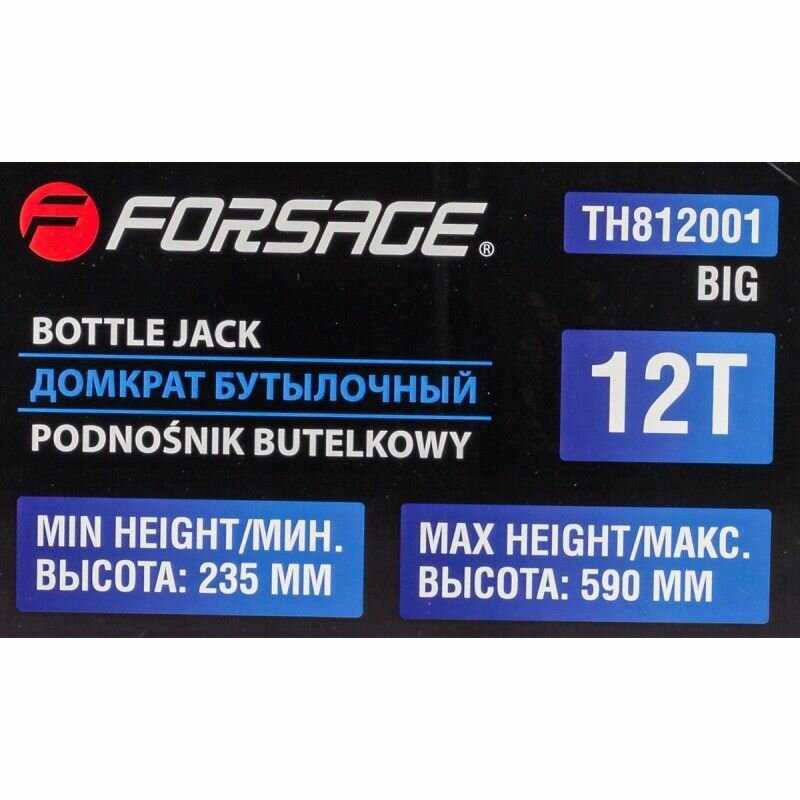 FORSAGE®
TH812001
BIG
BOTTLE JACK
ДОМКРАТ БУТЫЛОЧНЫЙ
PODNOŚNIK BUTELKOWY
12T
MIN HEIGHT/МИН.
ВЫСОТА: 235 ММ
MAX HEIGHT/МАКС.
ВЫСОТА: 590 ММ